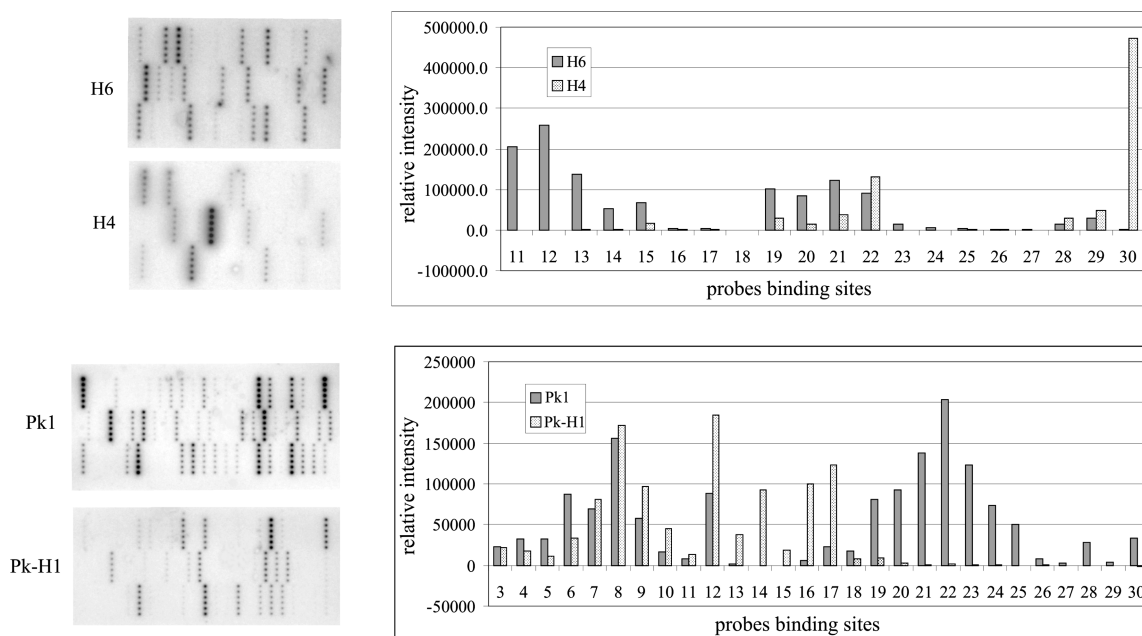 H6
H4
500000.0
400000.0
300000.0
200000.0
100000.0
0.0
-100000.0
relative intensity
H6
H4
11 12 13 14 15 16 17 18 19 20 21 22 23 24 25 26 27 28 29 30
probes binding sites
Pk1
Pk-H1
250000
200000
150000
100000
50000
0
-50000
relative intensity
Pk1
Pk-H1
3 4 5 6 7 8 9 10 11 12 13 14 15 16 17 18 19 20 21 22 23 24 25 26 27 28 29 30
probes binding sites